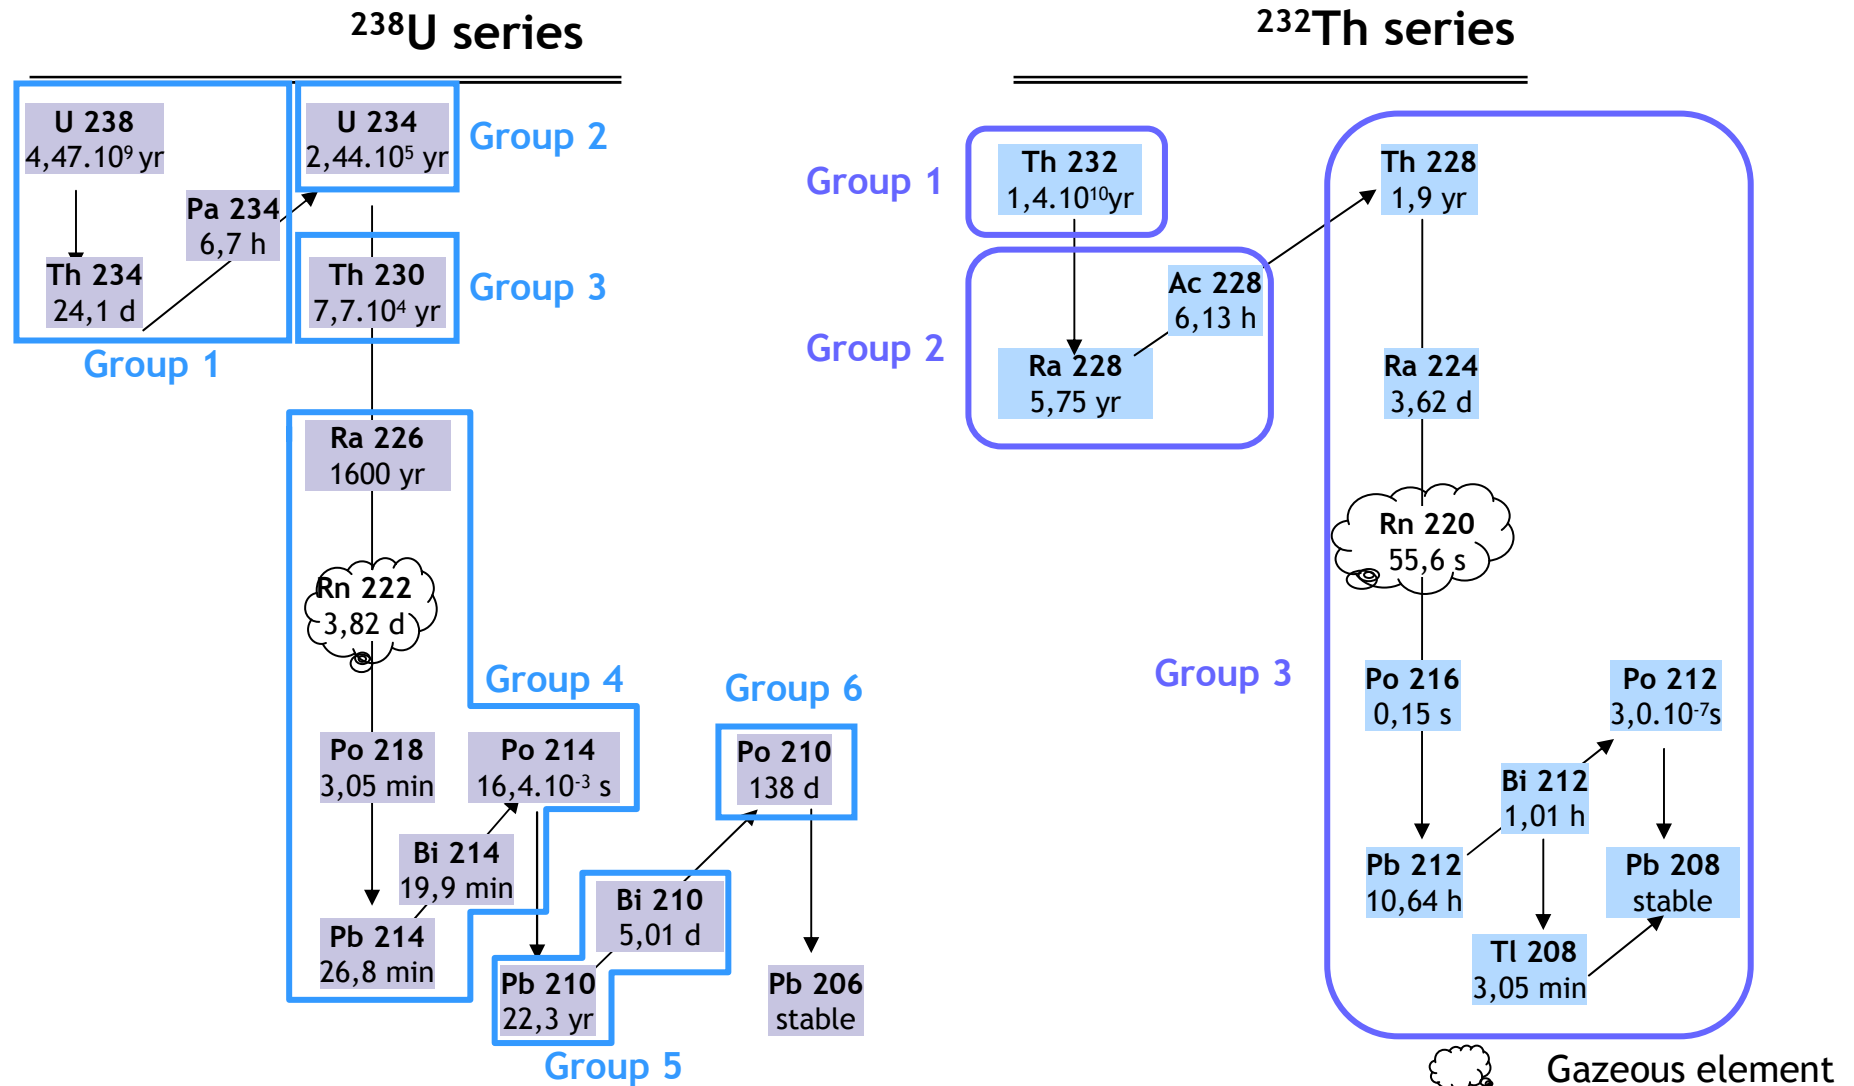 ²³⁸U series
U 238
4,47.10⁹ yr
U 234
2,44.10⁵ yr
Group 2
Pa 234
6,7 h
Th 234
24,1 d
Th 230
7,7.10⁴ yr
Group 3
Group 1
Ra 226
1600 yr
Rn 222
3,82 d
Group 4
Group 6
Po 218
3,05 min
Po 214
16,4.10⁻³ s
Po 210
138 d
Bi 214
19,9 min
Bi 210
5,01 d
Pb 214
26,8 min
Pb 210
22,3 yr
Pb 206
stable
Group 5
²³²Th series
Group 1
Th 232
1,4.10¹⁰yr
Th 228
1,9 yr
Ac 228
6,13 h
Group 2
Ra 228
5,75 yr
Ra 224
3,62 d
Rn 220
55,6 s
Group 3
Po 216
0,15 s
Po 212
3,0.10⁻⁷s
Bi 212
1,01 h
Pb 212
10,64 h
Pb 208
stable
Tl 208
3,05 min
Gazeous element